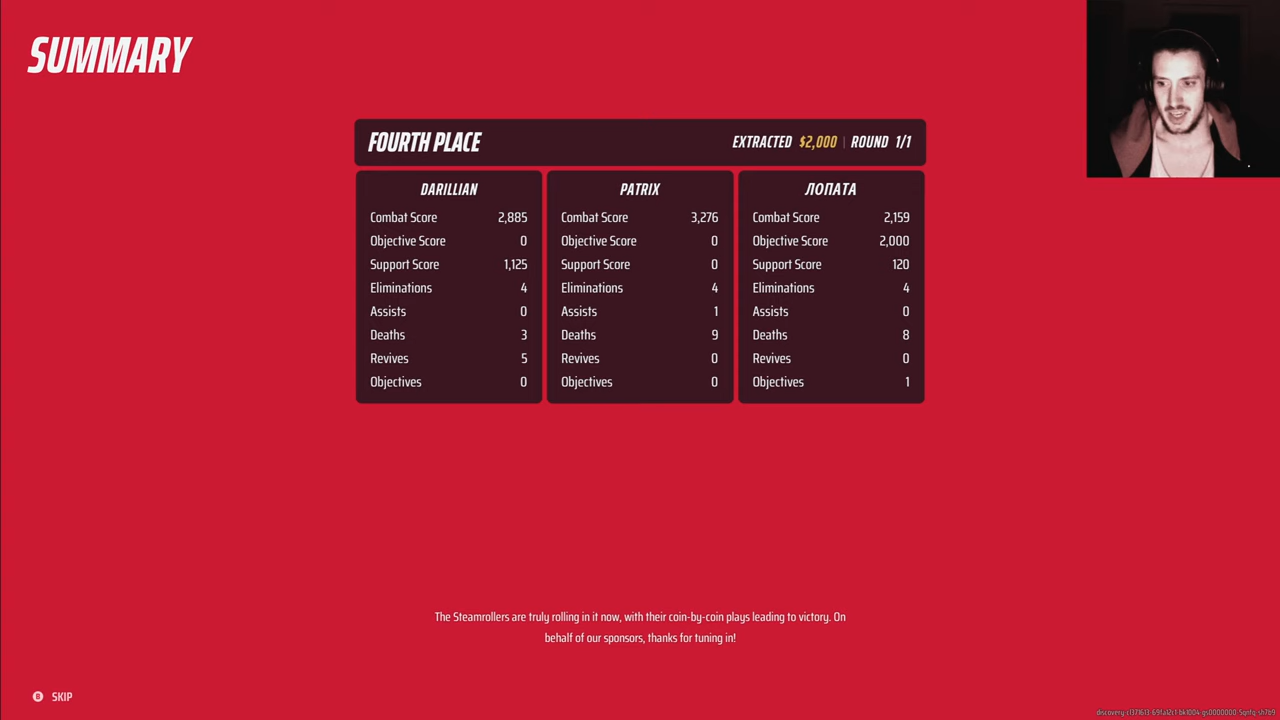 SUMMARY
FOURTH PLACE
EXTRACTED $2,000 | ROUND 1/1
DARILLIAN
Combat Score 2,885
Objective Score 0
Support Score 1,125
Eliminations 4
Assists 0
Deaths 3
Revives 5
Objectives 0
PATRIX
Combat Score 3,276
Objective Score 0
Support Score 0
Eliminations 4
Assists 1
Deaths 9
Revives 0
Objectives 0
ЛОПАТА
Combat Score 2,159
Objective Score 2,000
Support Score 120
Eliminations 4
Assists 0
Deaths 8
Revives 0
Objectives 1
The Steamrollers are truly rolling in it now, with their coin-by-coin plays leading to victory. On
behalf of our sponsors, thanks for tuning in!
SKIP